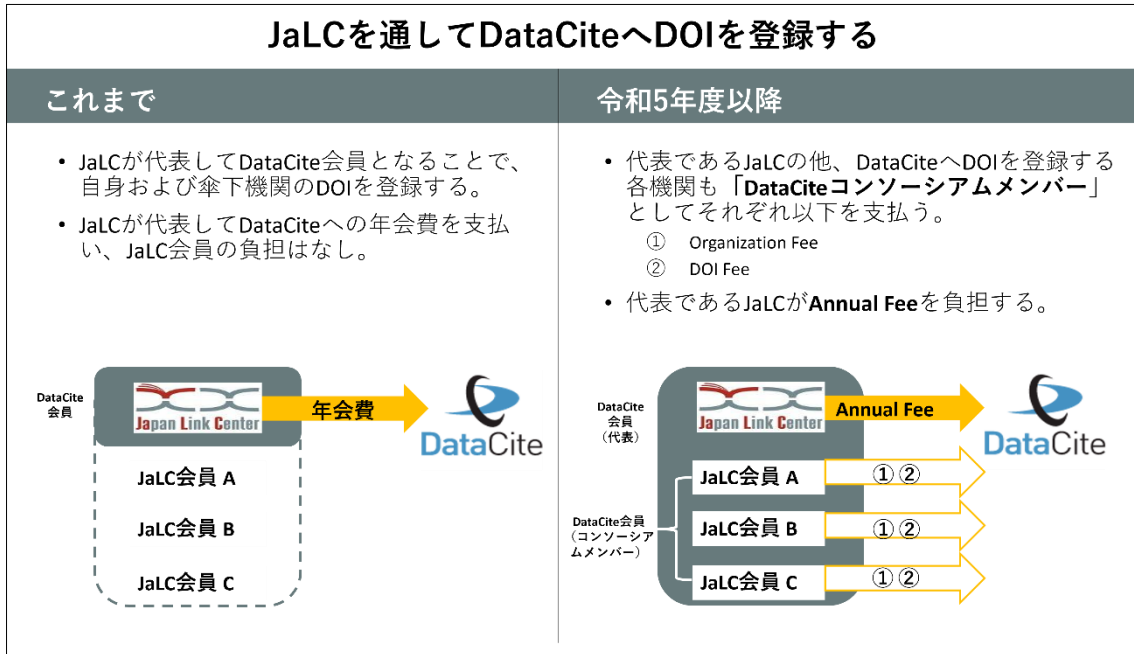 JaLCを通してDataCiteへDOIを登録する
これまで
• JaLCが代表してDataCite会員となることで、
自身および傘下機関のDOIを登録する。
• JaLCが代表してDataCiteへの年会費を支払
い、JaLC会員の負担はなし。
DataCite
会員
Japan Link Center
年会費
DataCite
JaLC会員 A
JaLC会員 B
JaLC会員 C
令和5年度以降
• 代表であるJaLCの他、DataCiteへDOIを登録する
各機関も「DataCiteコンソーシアムメンバー」
としてそれぞれ以下を支払う。
① Organization Fee
② DOI Fee
• 代表であるJaLCがAnnual Feeを負担する。
DataCite
会員
（代表）
Japan Link Center
Annual Fee
DataCite
DataCite会員
（コンソーシア
ムメンバー）
JaLC会員 A
①②
JaLC会員 B
①②
JaLC会員 C
①②